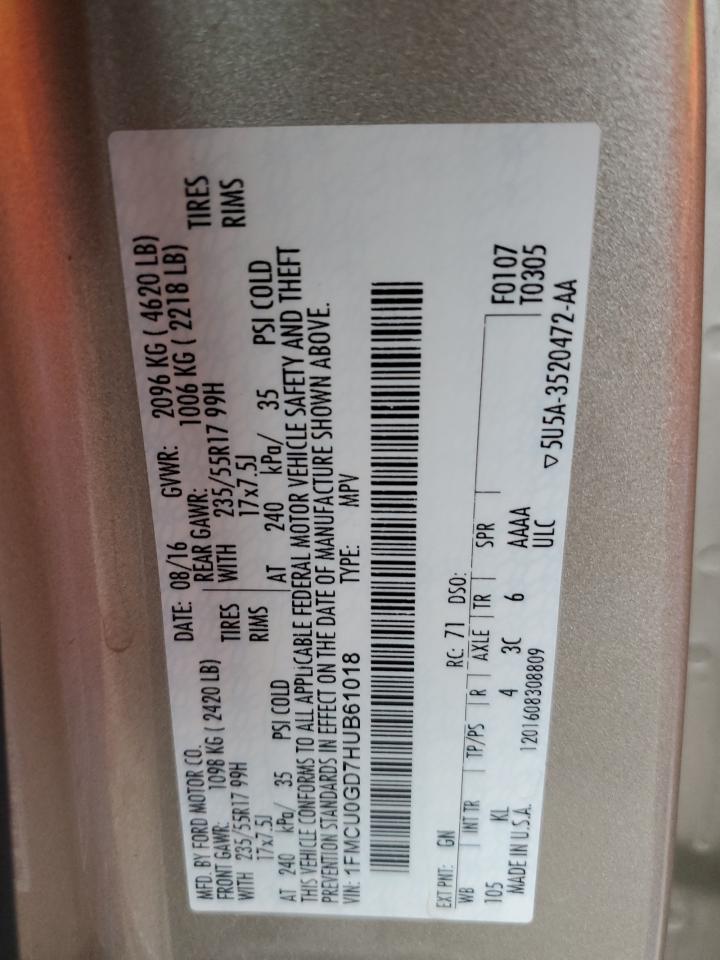 MFD. BY FORD MOTOR CO. DATE: 08/16 GVWR: 2096 KG ( 4620 LB)
FRONT GAWR: 1098 KG ( 2420 LB) REAR GAWR: 1006 KG ( 2218 LB)
WITH 235/55R17 99H TIRES WITH 235/55R17 99H TIRES
17x7.5J RIMS 17x7.5J RIMS
AT 240 kPa/ 35 PSI COLD AT 240 kPa/ 35 PSI COLD
THIS VEHICLE CONFORMS TO ALL APPLICABLE FEDERAL MOTOR VEHICLE SAFETY AND THEFT
PREVENTION STANDARDS IN EFFECT ON THE DATE OF MANUFACTURE SHOWN ABOVE.
VIN: 1FMCU0GD7HUB61018 TYPE: MPV
EXT PNT: GN RC: 71 DSO: F0107
WB INT TR TP/PS R AXLE TR SPR T0305
105 KL 4 3C 6 AAAA
MADE IN U.S.A. 1201608308809 ULC ▽ 5U5A-3520472-AA